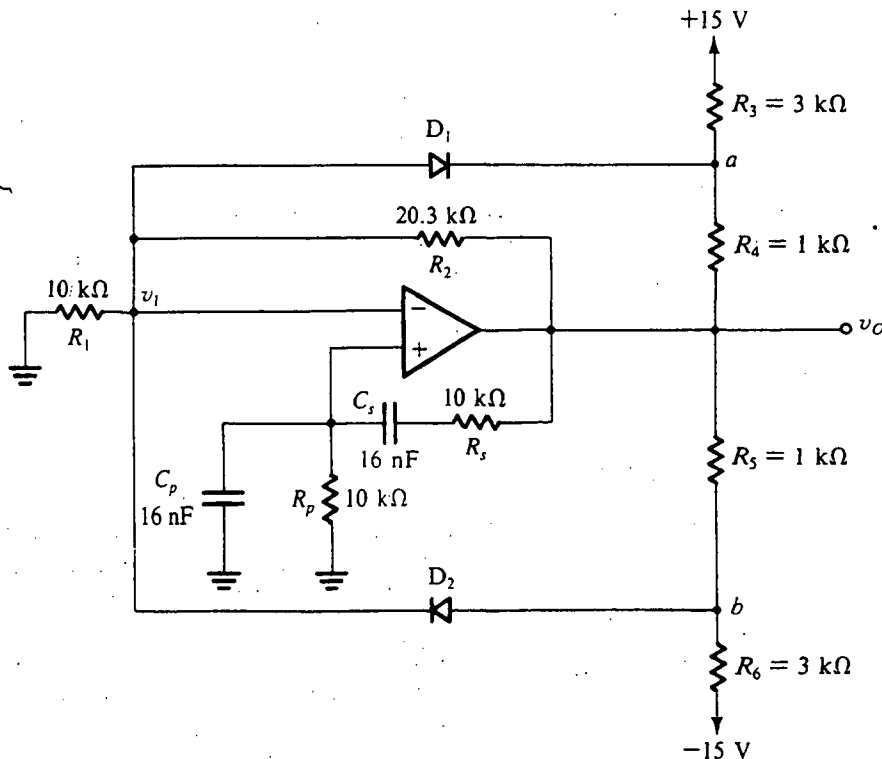 +15 V
R3 = 3 kΩ
D1
a
20.3 kΩ
R2
R4 = 1 kΩ
10 kΩ
v1
R1
−
+
vO
Cs
10 kΩ
16 nF
Rs
R5 = 1 kΩ
Cp
16 nF
Rp
10 kΩ
D2
b
R6 = 3 kΩ
−15 V